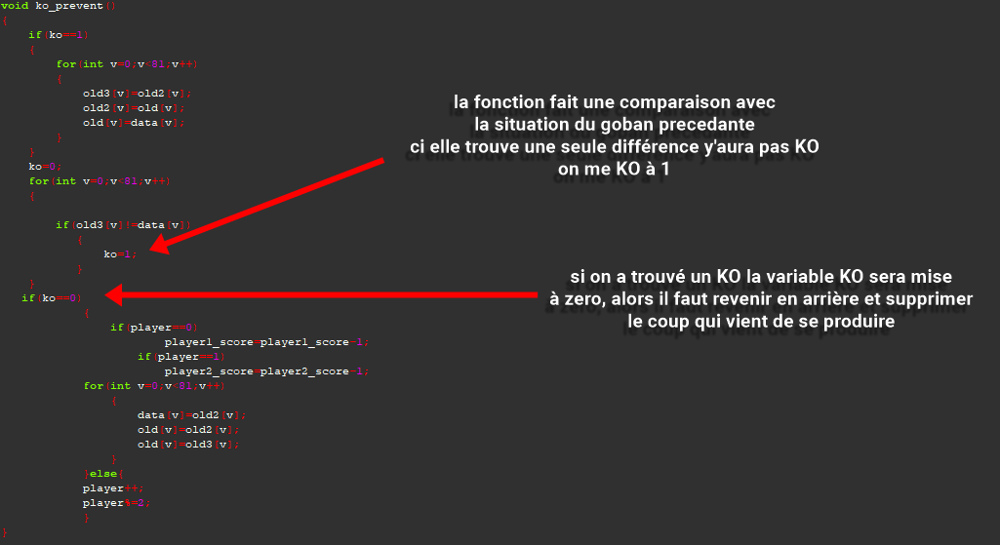 void ko_prevent()
{
if(ko==1)
{
for(int v=0;v<81;v++)
{
old3[v]=old2[v];
old2[v]=old[v];
old[v]=data[v];
}
}
ko=0;
for(int v=0;v<81;v++)
{
if(old3[v]!=data[v])
{
ko=1;
}
}
if(ko==0)
{
if(player==0)
player1_score=player1_score-1;
if(player==1)
player2_score=player2_score-1;
for(int v=0;v<81;v++)
{
data[v]=old2[v];
old[v]=old2[v];
old[v]=old3[v];
}
}else{
player++;
player%=2;
}
}
la fonction fait une comparaison avec
la situation du goban precedante
ci elle trouve une seule différence y'aura pas KO
on me KO à 1
si on a trouvé un KO la variable KO sera mise
à zero, alors il faut revenir en arrière et supprimer
le coup qui vient de se produire